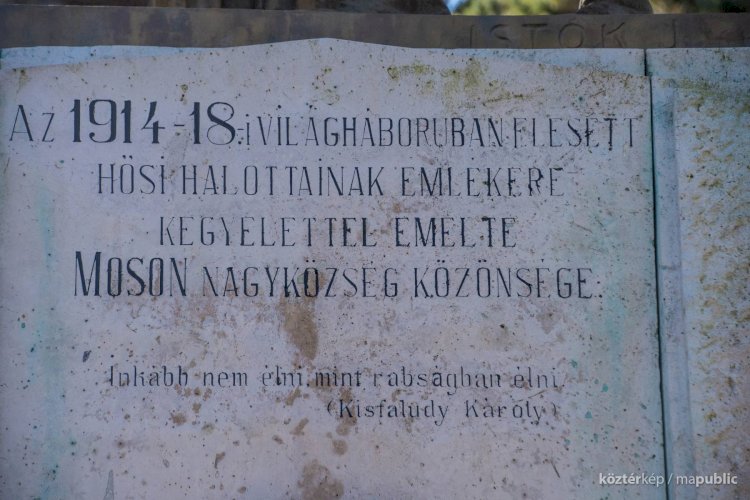 ISTOK J
Az 1914-18.-i VILÁGHÁBORUBAN ELESETT
HŐSI HALOTTAINAK EMLÉKÉRE
KEGYELETTEL EMELTE
MOSON NAGYKÖZSÉG KÖZÖNSÉGE.
Inkább nem élni, mint rabságban élni,
(Kisfaludy Károly)
köztérkép / mapublic